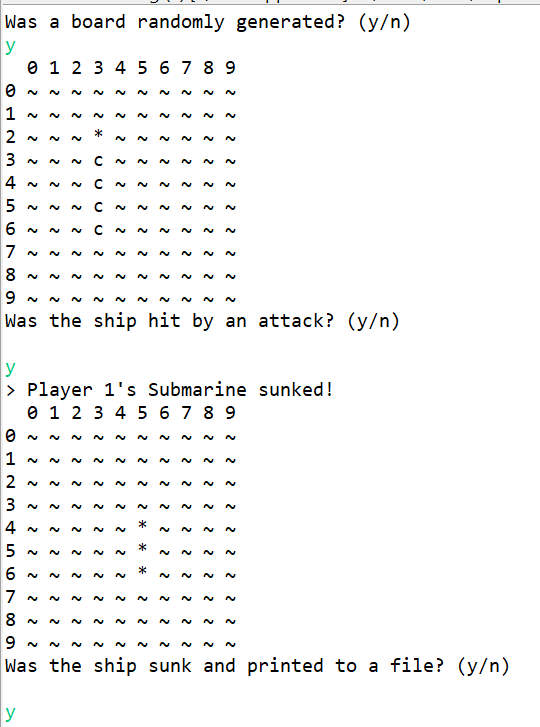 Was a board randomly generated? (y/n)
y
  0 1 2 3 4 5 6 7 8 9
0 ~ ~ ~ ~ ~ ~ ~ ~ ~ ~
1 ~ ~ ~ ~ ~ ~ ~ ~ ~ ~
2 ~ ~ ~ * ~ ~ ~ ~ ~ ~
3 ~ ~ ~ c ~ ~ ~ ~ ~ ~
4 ~ ~ ~ c ~ ~ ~ ~ ~ ~
5 ~ ~ ~ c ~ ~ ~ ~ ~ ~
6 ~ ~ ~ c ~ ~ ~ ~ ~ ~
7 ~ ~ ~ ~ ~ ~ ~ ~ ~ ~
8 ~ ~ ~ ~ ~ ~ ~ ~ ~ ~
9 ~ ~ ~ ~ ~ ~ ~ ~ ~ ~
Was the ship hit by an attack? (y/n)
y
> Player 1's Submarine sunked!
  0 1 2 3 4 5 6 7 8 9
0 ~ ~ ~ ~ ~ ~ ~ ~ ~ ~
1 ~ ~ ~ ~ ~ ~ ~ ~ ~ ~
2 ~ ~ ~ ~ ~ ~ ~ ~ ~ ~
3 ~ ~ ~ ~ ~ ~ ~ ~ ~ ~
4 ~ ~ ~ ~ ~ * ~ ~ ~ ~
5 ~ ~ ~ ~ ~ * ~ ~ ~ ~
6 ~ ~ ~ ~ ~ * ~ ~ ~ ~
7 ~ ~ ~ ~ ~ ~ ~ ~ ~ ~
8 ~ ~ ~ ~ ~ ~ ~ ~ ~ ~
9 ~ ~ ~ ~ ~ ~ ~ ~ ~ ~
Was the ship sunk and printed to a file? (y/n)
y